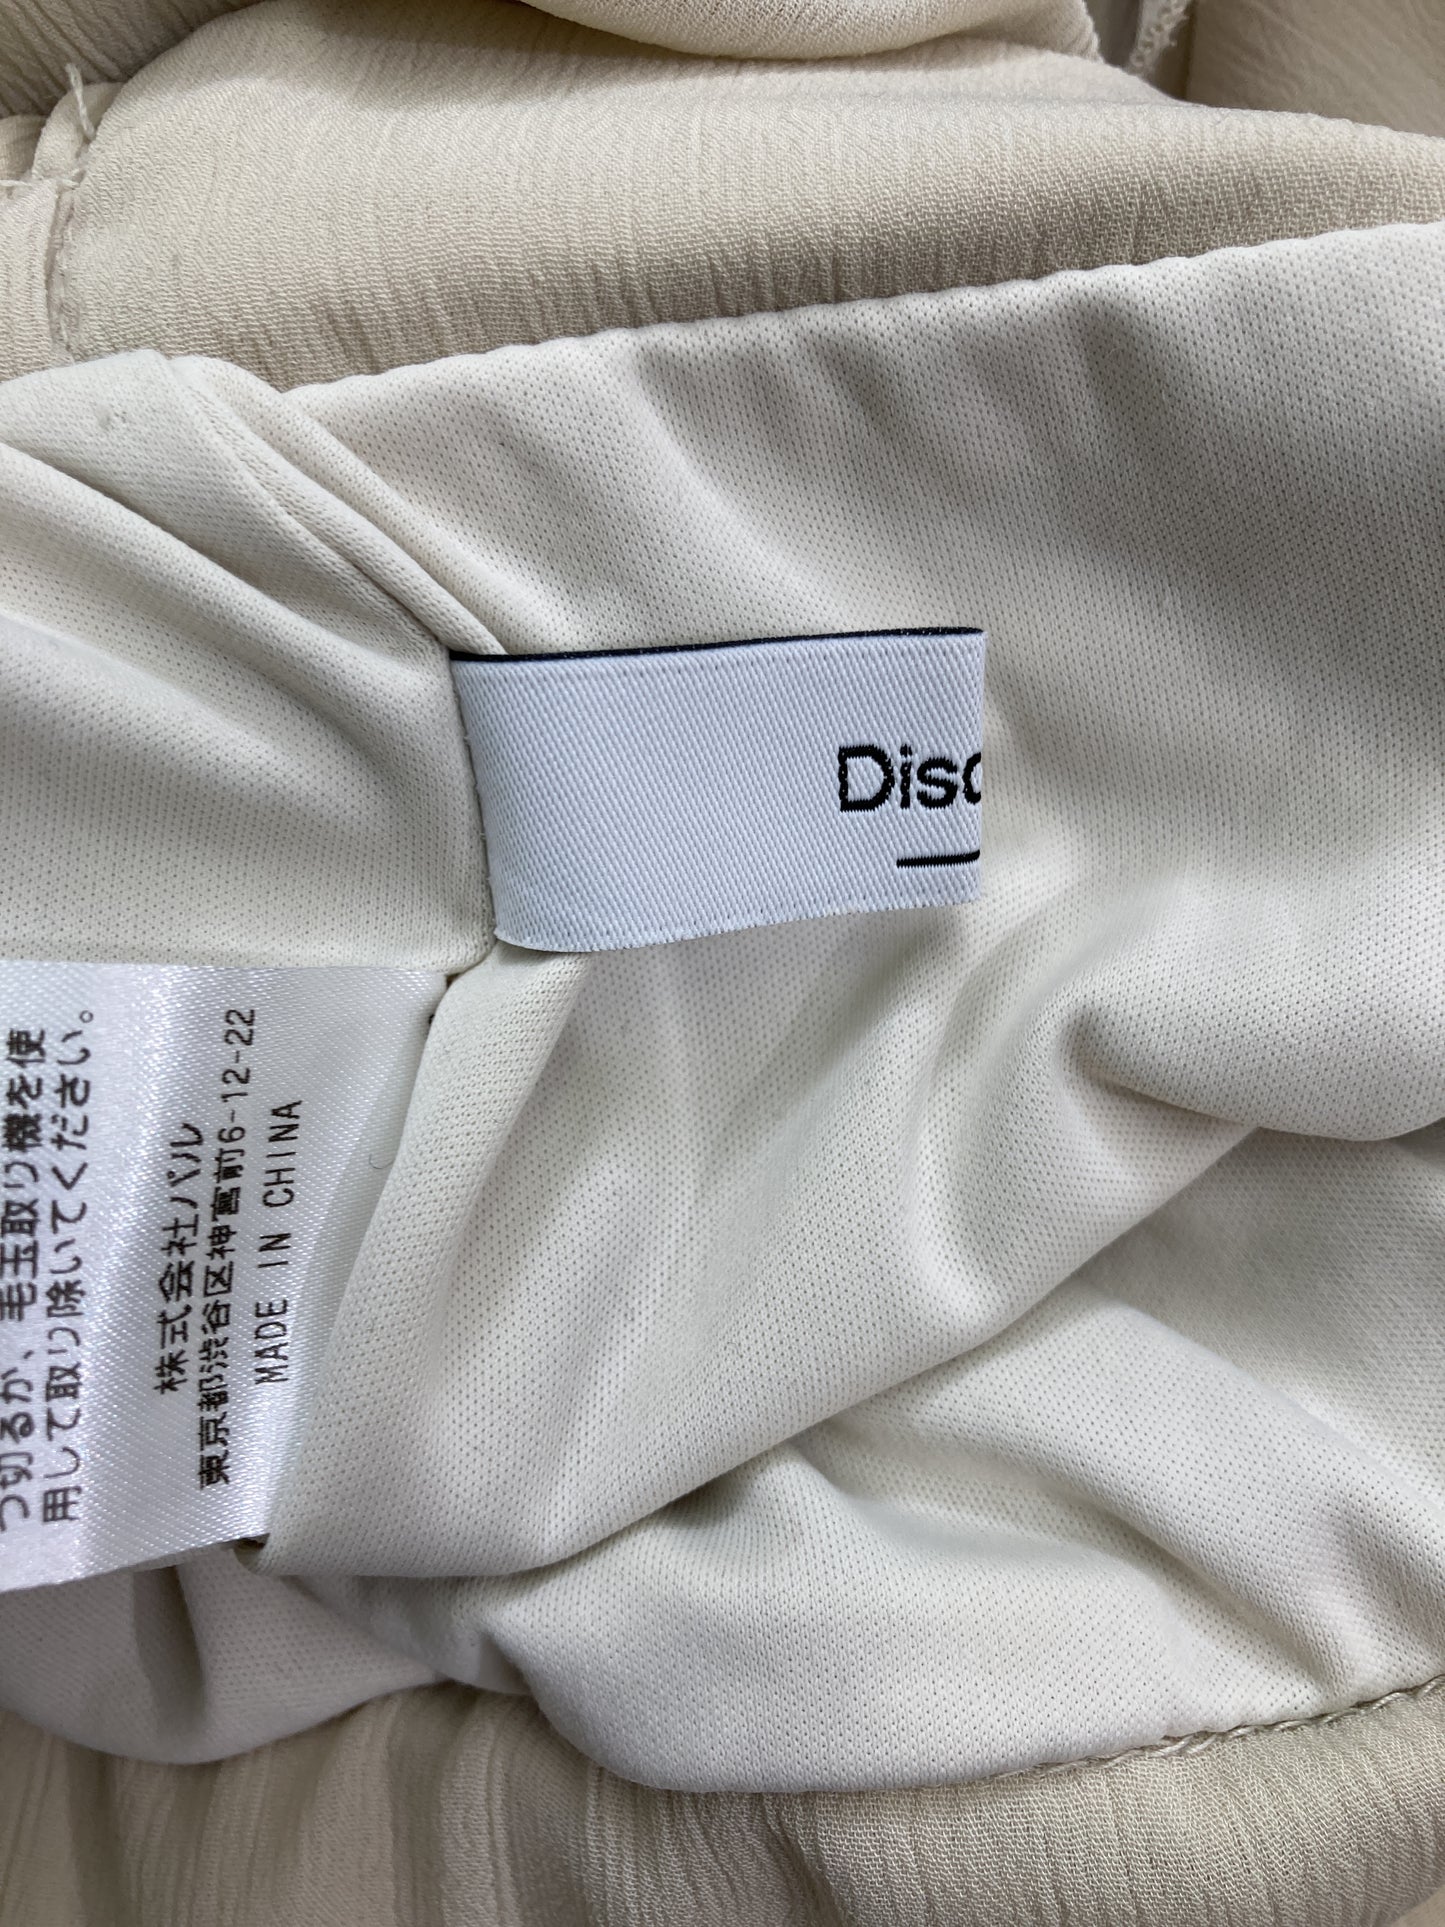 Disc
つ切るか、毛玉取り機を使
用して取り除いてください。
株式会社パル
東京都渋谷区神宮前6-12-22
MADE IN CHINA